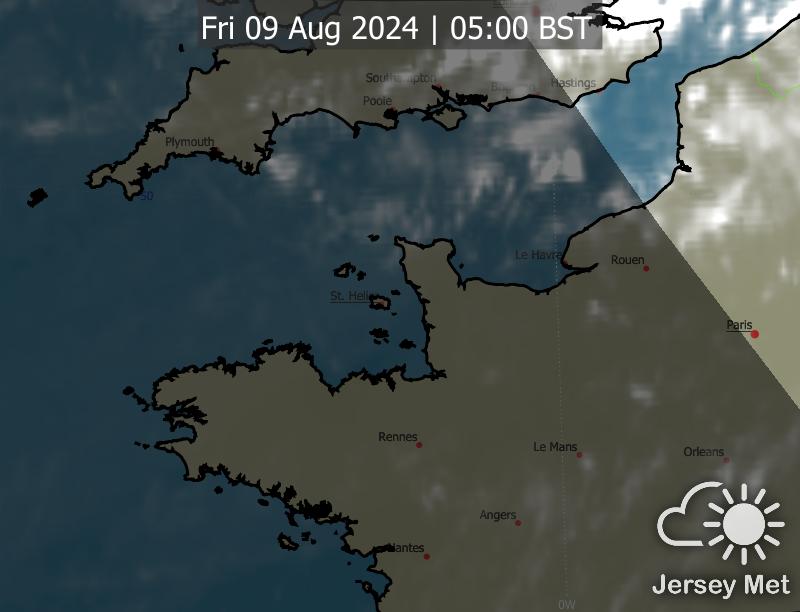 Fri 09 Aug 2024 | 05:00 BST
Southampton
Hastings
Poole
Plymouth
50
Le Havre
Rouen
St. Helier
Paris
Rennes
Le Mans
Orleans
Angers
Nantes
Jersey Met
0W